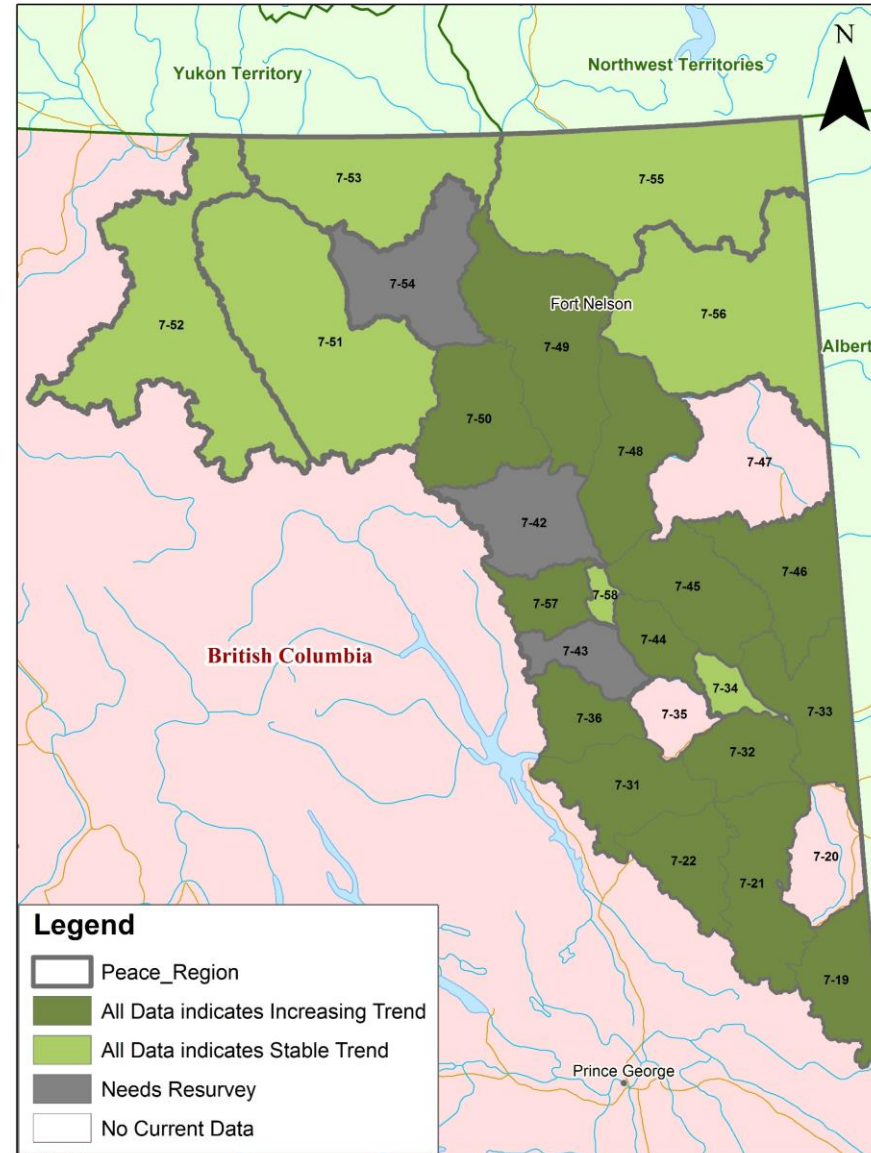 N
Yukon Territory
Northwest Territories
7-53
7-55
7-54
Fort Nelson
7-52
7-56
7-51
7-49
Albert
7-50
7-48
7-47
7-42
7-46
7-45
7-57
7-58
7-44
7-43
British Columbia
7-34
7-35
7-33
7-36
7-32
7-31
7-20
7-22
7-21
Legend
Peace_Region
7-19
All Data indicates Increasing Trend
All Data indicates Stable Trend
Prince George
Needs Resurvey
No Current Data